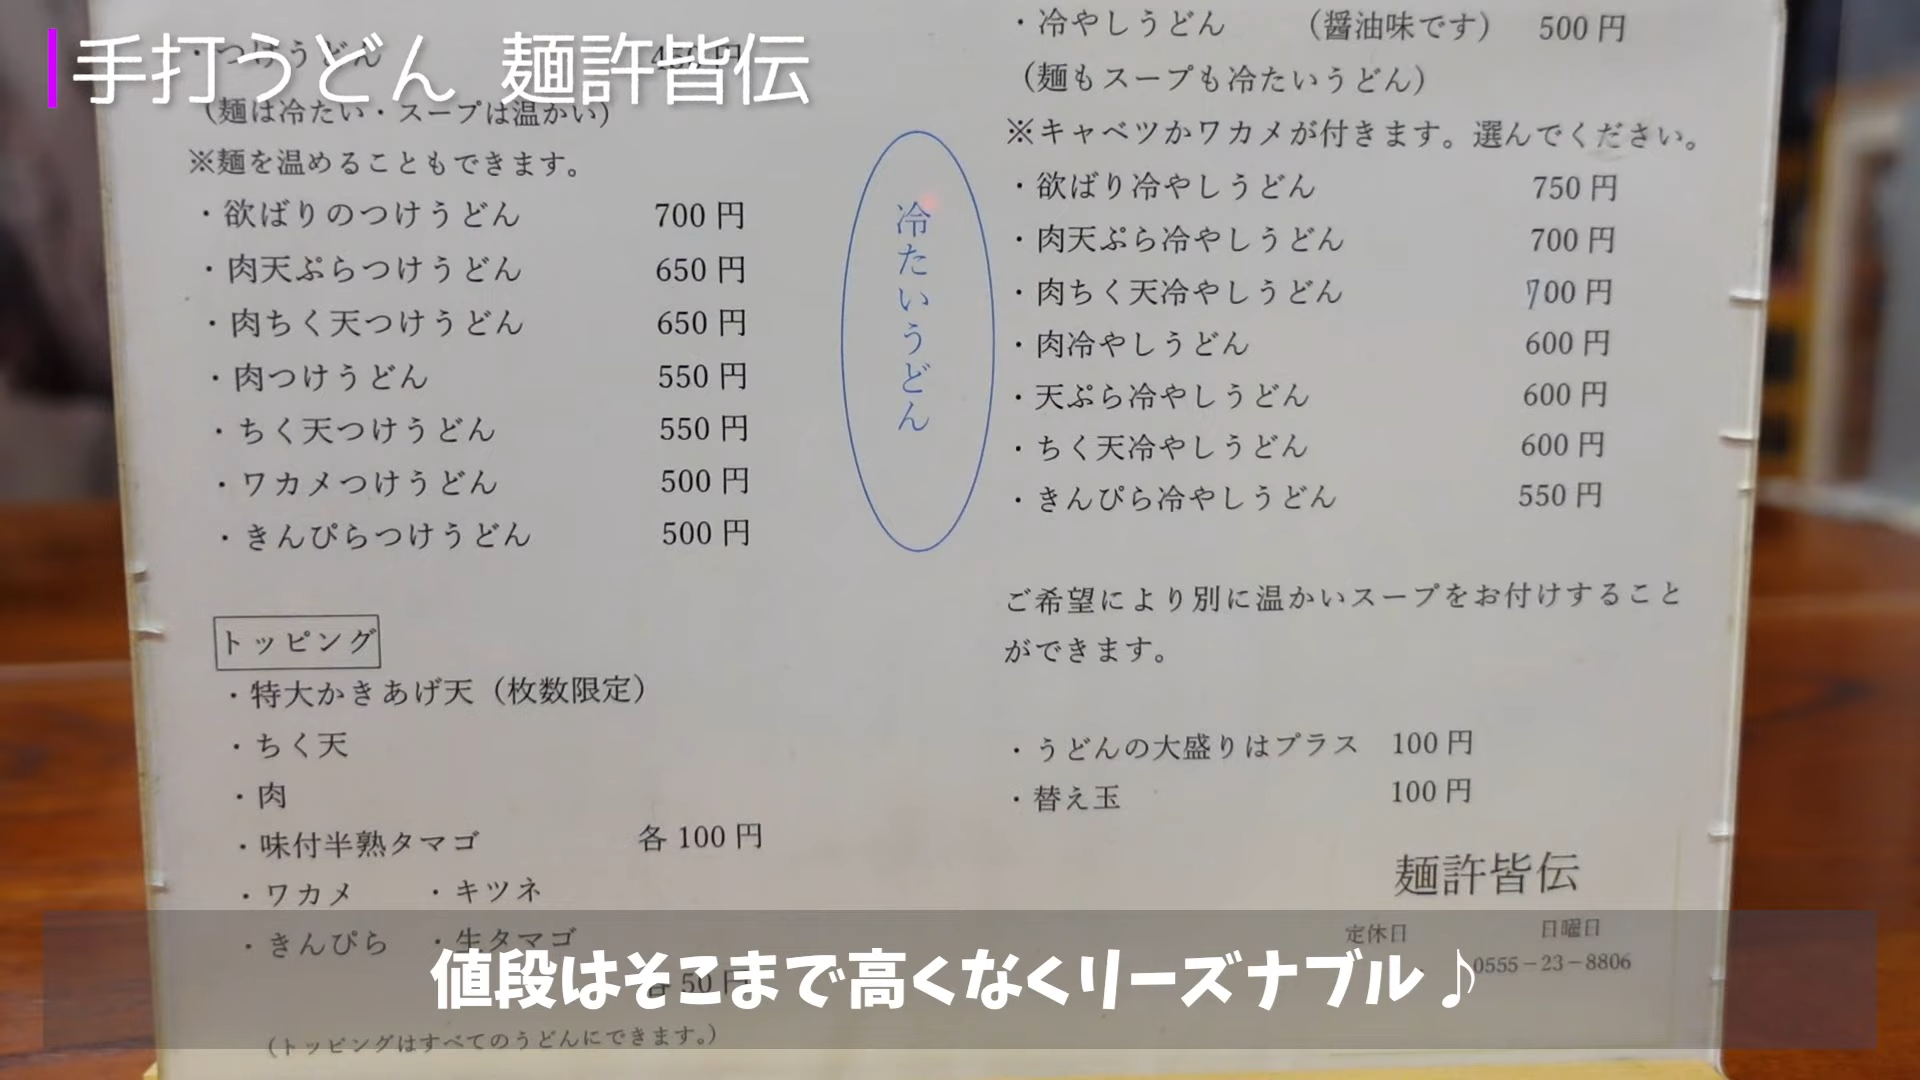 手打うどん 麺許皆伝
・つけうどん 450円
（麺は冷たい・スープは温かい）
※麺を温めることもできます。
・欲ばりのつけうどん 700円
・肉天ぷらつけうどん 650円
・肉ちく天つけうどん 650円
・肉つけうどん 550円
・ちく天つけうどん 550円
・ワカメつけうどん 500円
・きんぴらつけうどん 500円
トッピング
・特大かきあげ天（枚数限定）
・ちく天
・肉
・味付半熟タマゴ 各100円
・ワカメ ・キツネ
・きんぴら ・生タマゴ
各50円
（トッピングはすべてのうどんにできます。）
冷たいうどん
・冷やしうどん （醤油味です） 500円
（麺もスープも冷たいうどん）
※キャベツかワカメが付きます。選んでください。
・欲ばり冷やしうどん 750円
・肉天ぷら冷やしうどん 700円
・肉ちく天冷やしうどん 700円
・肉冷やしうどん 600円
・天ぷら冷やしうどん 600円
・ちく天冷やしうどん 600円
・きんぴら冷やしうどん 550円
ご希望により別に温かいスープをお付けすること
ができます。
・うどんの大盛りはプラス 100円
・替え玉 100円
麺許皆伝
定休日 日曜日
0555－23－8806
値段はそこまで高くなくリーズナブル♪